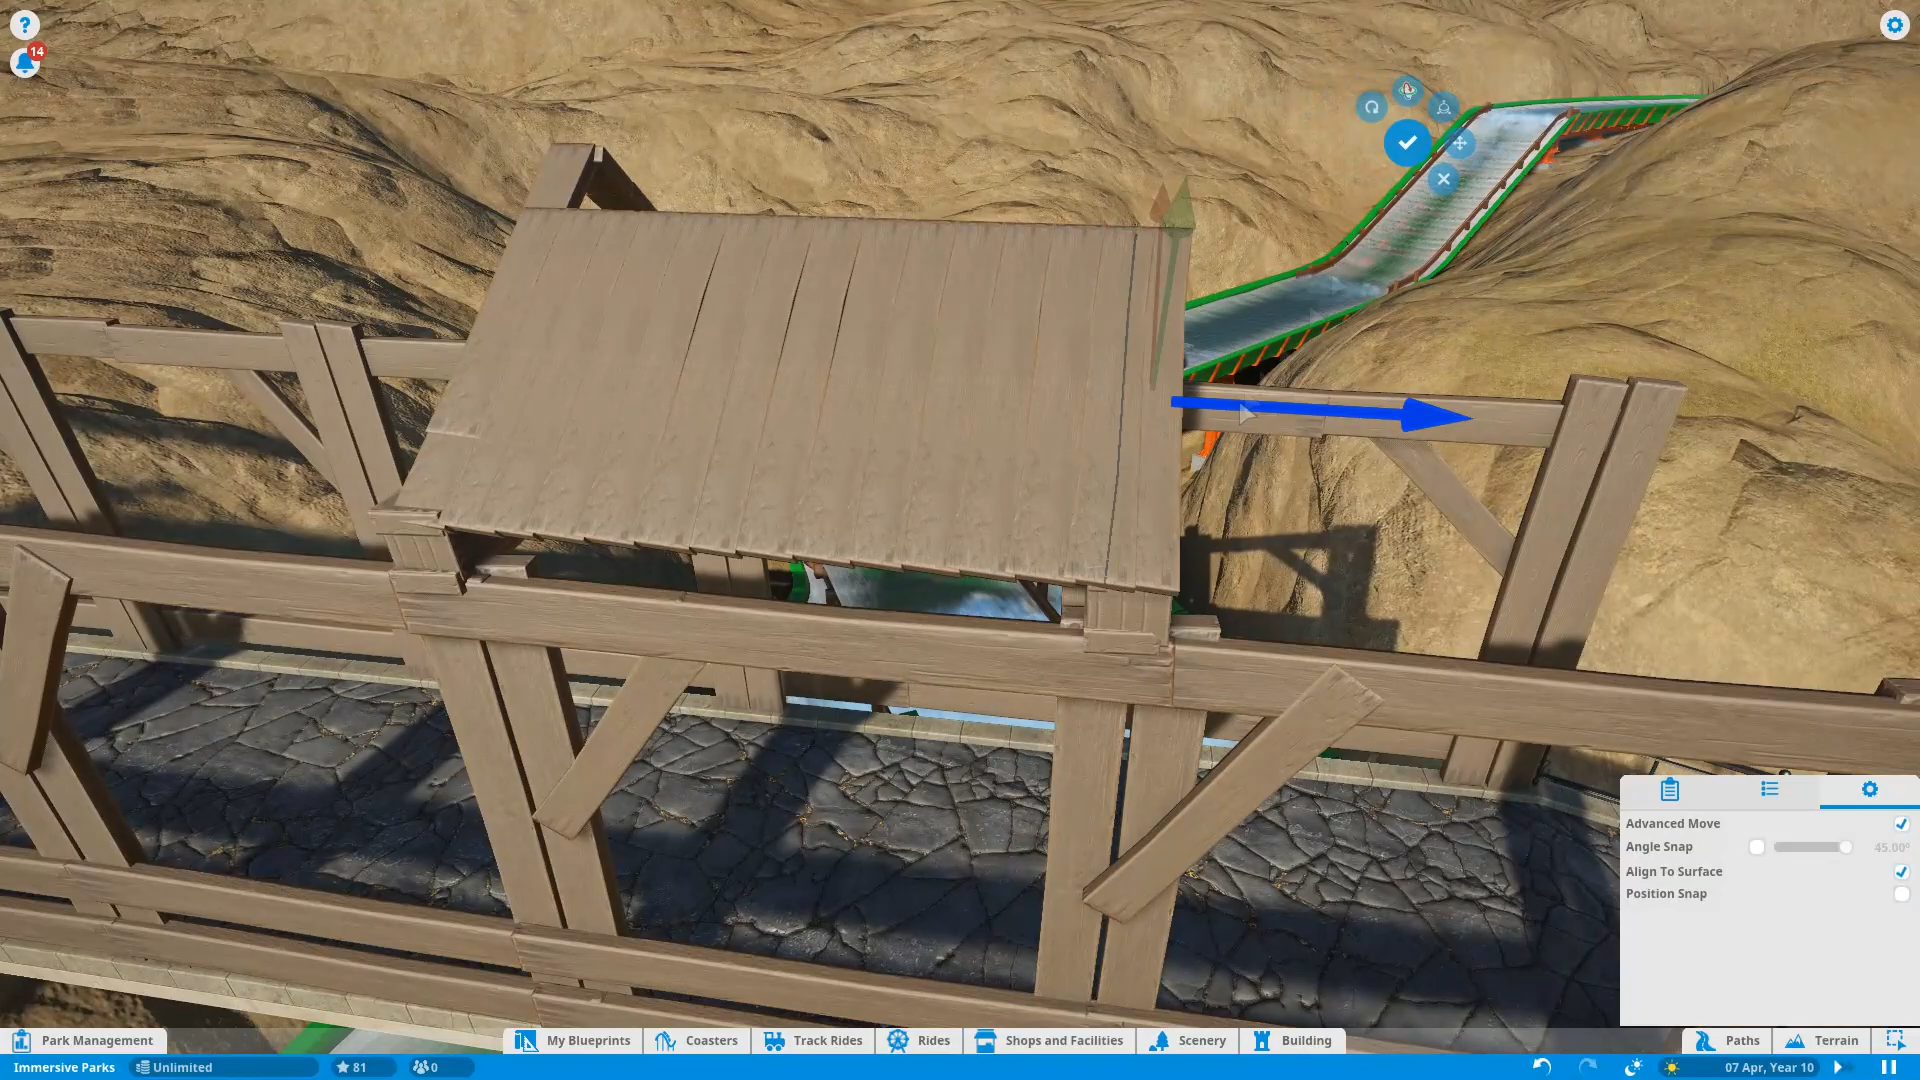 ?
14
Advanced Move
Angle Snap 45.00°
Align To Surface
Position Snap
Park Management
My Blueprints
Coasters
Track Rides
Rides
Shops and Facilities
Scenery
Building
Paths
Terrain
Immersive Parks
Unlimited
81
0
07 Apr, Year 10